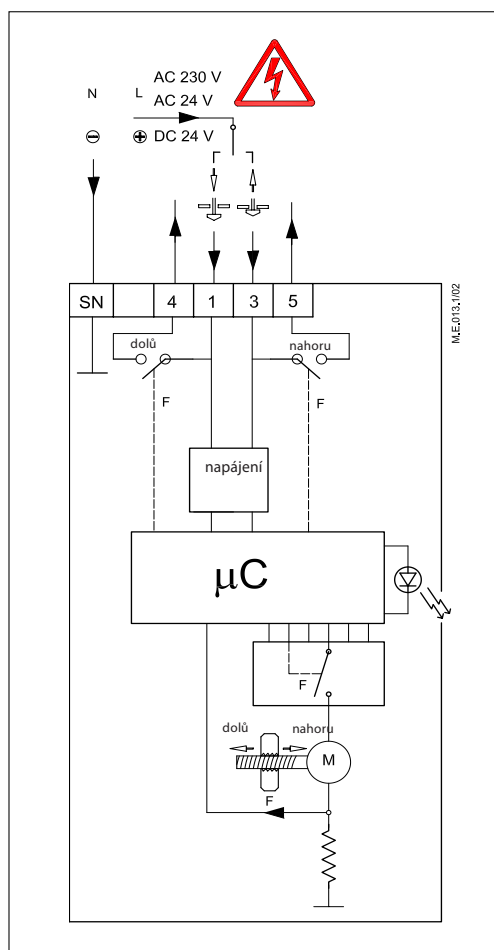 N L AC 230 V
AC 24 V
⊖ ⊕ DC 24 V
SN 4 1 3 5
M.E.013.1/02
dolů nahoru
F F
napájení
µC
F
dolů nahoru
M
F